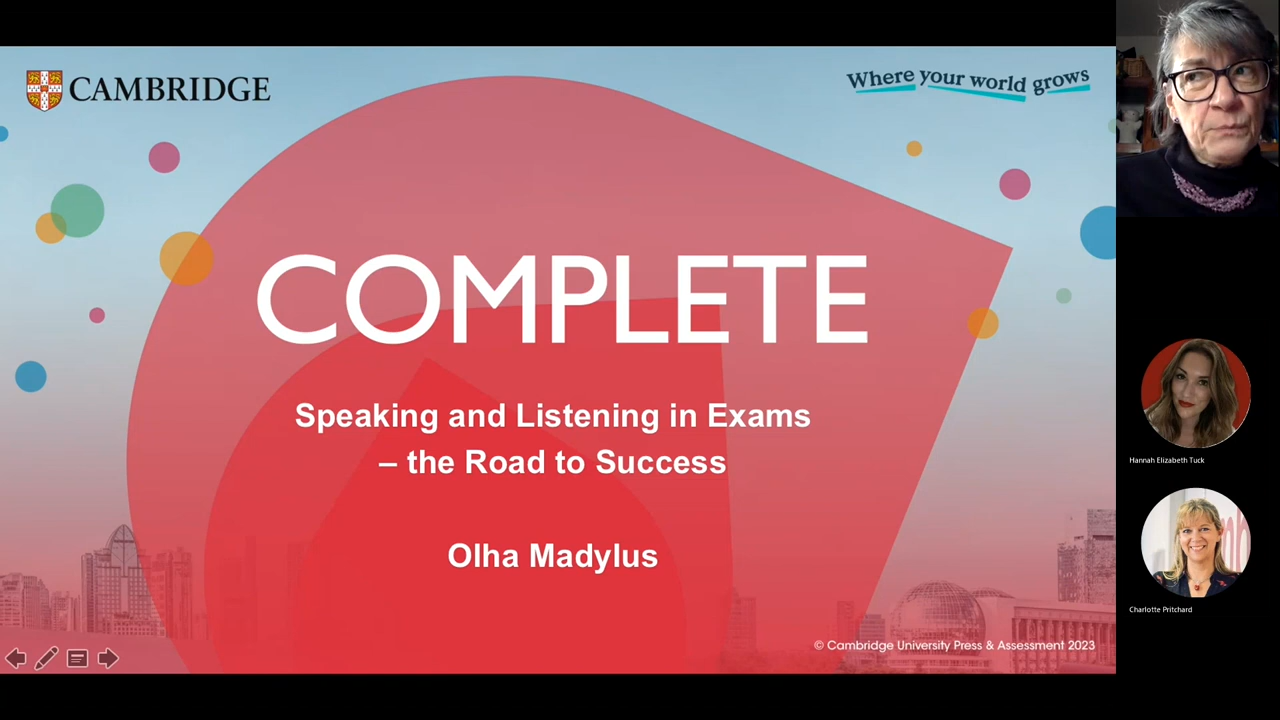 CAMBRIDGE
Where your world grows
COMPLETE
Speaking and Listening in Exams
– the Road to Success
Olha Madylus
© Cambridge University Press & Assessment 2023
Hannah Elizabeth Tuck
Charlotte Pritchard